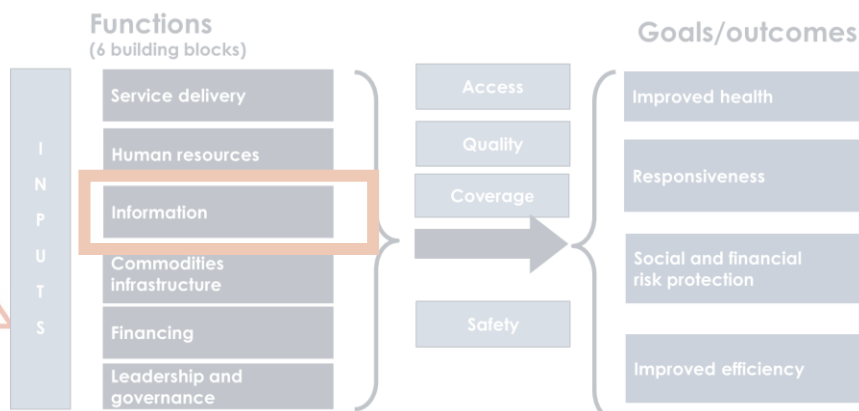 Functions
(6 building blocks)
Goals/outcomes
INPUTS
Service delivery
Human resources
Information
Commodities
infrastructure
Financing
Leadership and
governance
Access
Quality
Coverage
Safety
Improved health
Responsiveness
Social and financial
risk protection
Improved efficiency